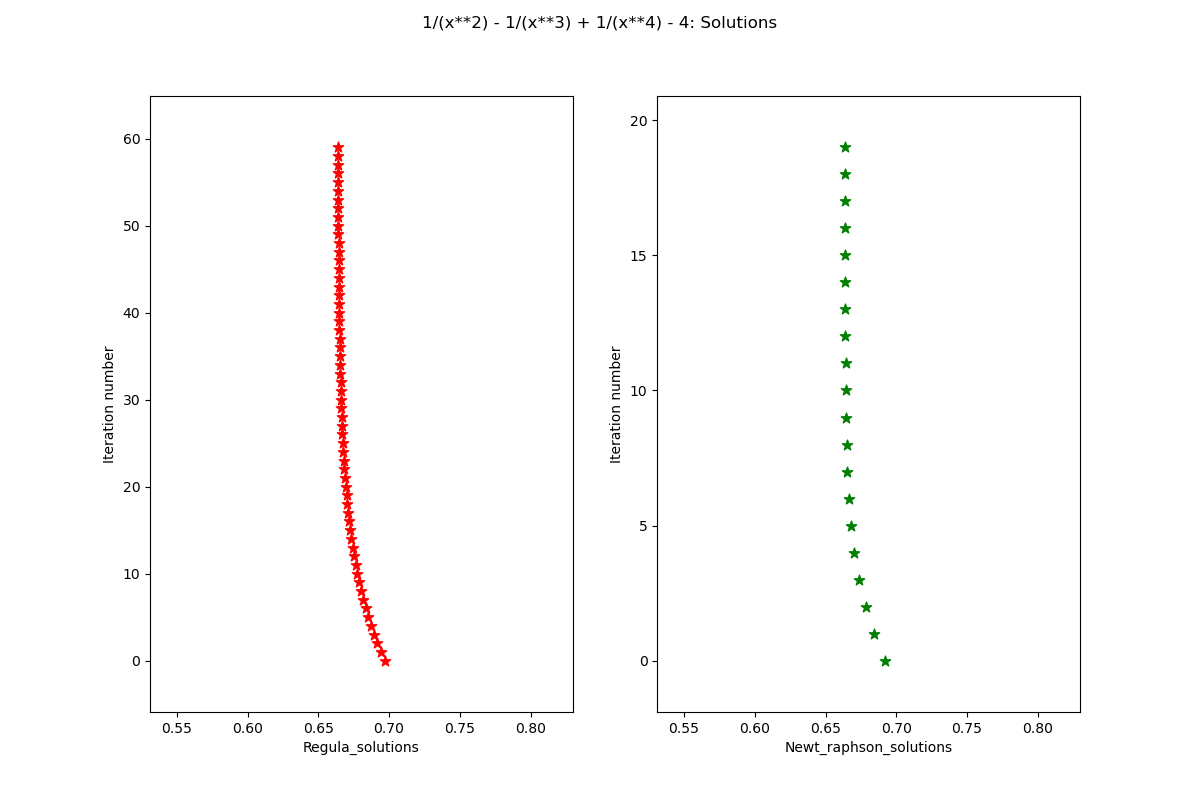 1/(x**2) - 1/(x**3) + 1/(x**4) - 4: Solutions
60
50
40
30
20
10
0
Iteration number
0.55 0.60 0.65 0.70 0.75 0.80
Regula_solutions
20
15
10
5
0
Iteration number
0.55 0.60 0.65 0.70 0.75 0.80
Newt_raphson_solutions